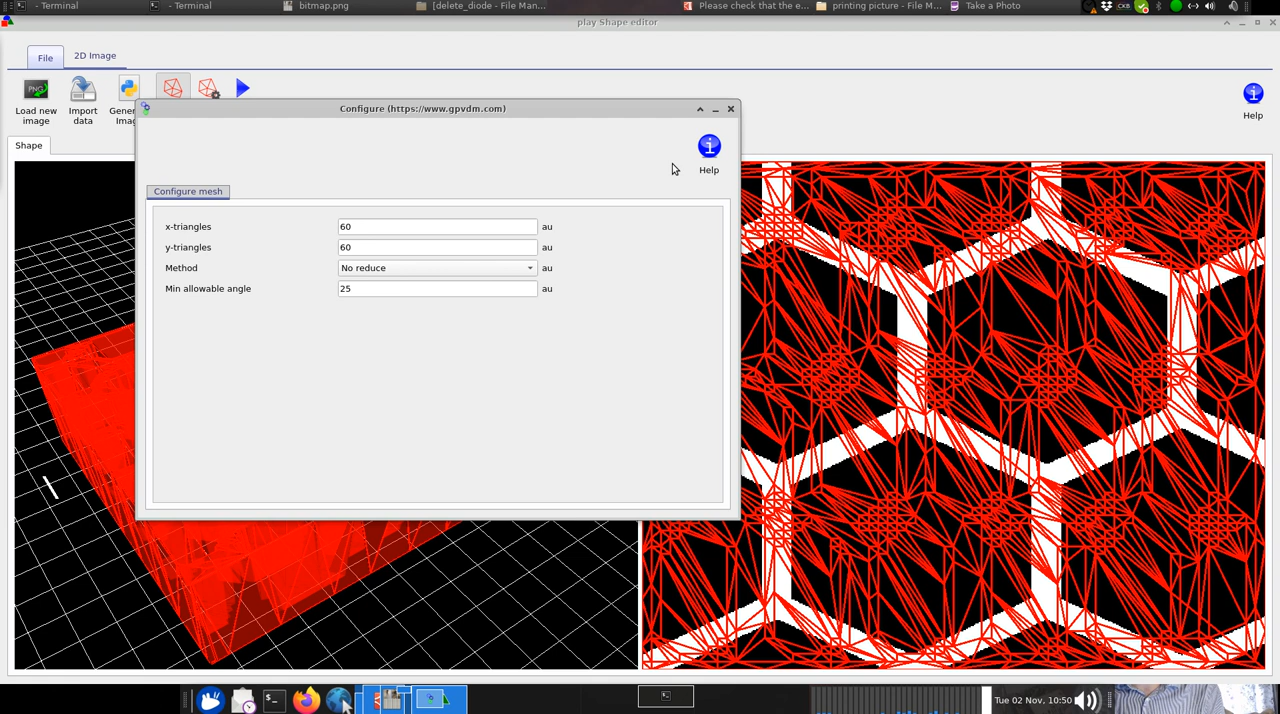 - Terminal
- Terminal
bitmap.png
[delete_diode - File Man...
Please check that the e...
printing picture - File M...
Take a Photo
CKB
play Shape editor
File
2D Image
PNG
Load new
image
Import
data
Gener
Imag
Help
Shape
Configure (https://www.gpvdm.com)
Help
Configure mesh
x-triangles
60
au
y-triangles
60
au
Method
No reduce
au
Min allowable angle
25
au
Tue 02 Nov, 10:50